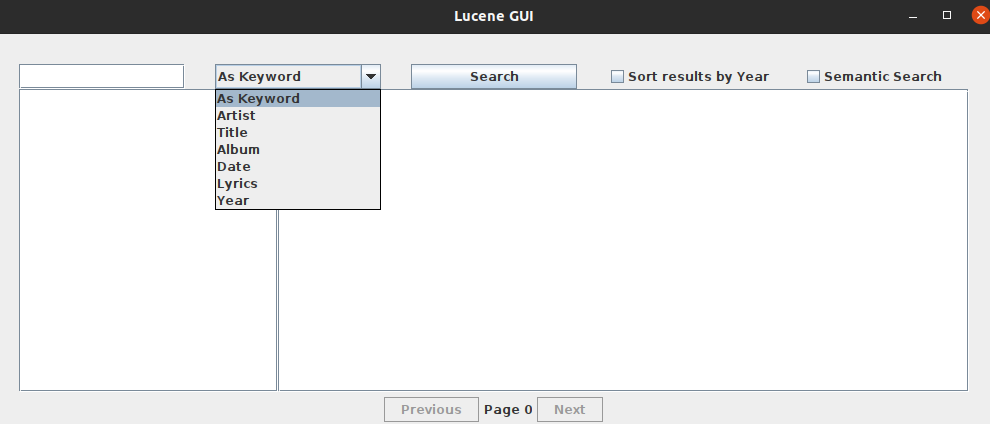 Lucene GUI
As Keyword Search Sort results by Year Semantic Search
As Keyword
Artist
Title
Album
Date
Lyrics
Year
Previous Page 0 Next